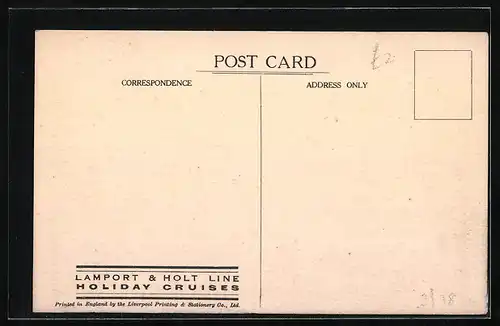 POST CARD
CORRESPONDENCE
ADDRESS ONLY
£2
LAMPORT & HOLT LINE
HOLIDAY CRUISES
Printed in England by the Liverpool Printing & Stationery Co., Ltd.